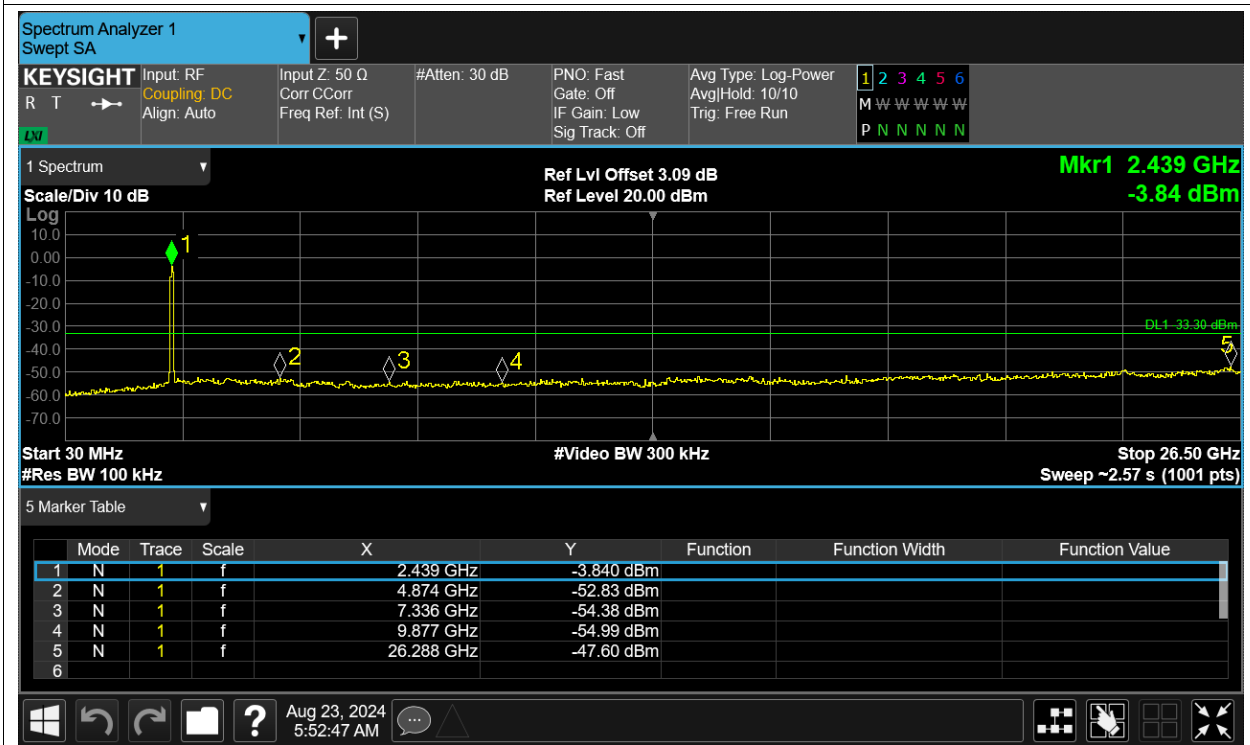 Spectrum Analyzer 1
Swept SA
+
KEYSIGHT
R T
LXI
Input: RF
Coupling: DC
Align: Auto
Input Z: 50 Ω
Corr CCorr
Freq Ref: Int (S)
#Atten: 30 dB
PNO: Fast
Gate: Off
IF Gain: Low
Sig Track: Off
Avg Type: Log-Power
Avg|Hold: 10/10
Trig: Free Run
1 2 3 4 5 6
M W W W W W
P N N N N N
1 Spectrum
Scale/Div 10 dB
Ref Lvl Offset 3.09 dB
Ref Level 20.00 dBm
Mkr1 2.439 GHz
-3.84 dBm
Log
10.0
0.00
-10.0
-20.0
-30.0
-40.0
-50.0
-60.0
-70.0
1
2
3
4
5
DL1 -33.30 dBm
Start 30 MHz
#Video BW 300 kHz
Stop 26.50 GHz
#Res BW 100 kHz
Sweep ~2.57 s (1001 pts)
5 Marker Table
Mode Trace Scale X Y Function Function Width Function Value
1 N 1 f 2.439 GHz -3.840 dBm
2 N 1 f 4.874 GHz -52.83 dBm
3 N 1 f 7.336 GHz -54.38 dBm
4 N 1 f 9.877 GHz -54.99 dBm
5 N 1 f 26.288 GHz -47.60 dBm
6
?
Aug 23, 2024
5:52:47 AM